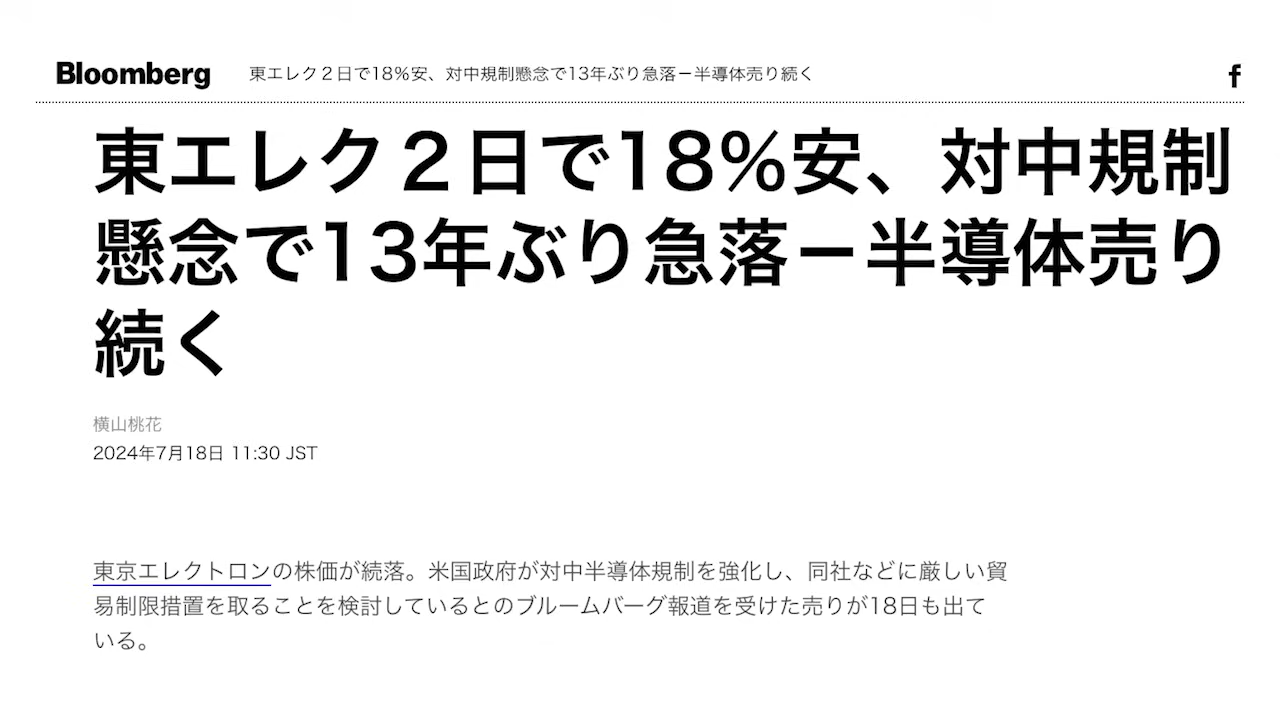 Bloomberg 東エレク２日で18%安、対中規制懸念で13年ぶり急落－半導体売り続く f
東エレク２日で18％安、対中規制
懸念で13年ぶり急落－半導体売り
続く
横山桃花
2024年7月18日 11:30 JST
東京エレクトロンの株価が続落。米国政府が対中半導体規制を強化し、同社などに厳しい貿
易制限措置を取ることを検討しているとのブルームバーグ報道を受けた売りが18日も出て
いる。